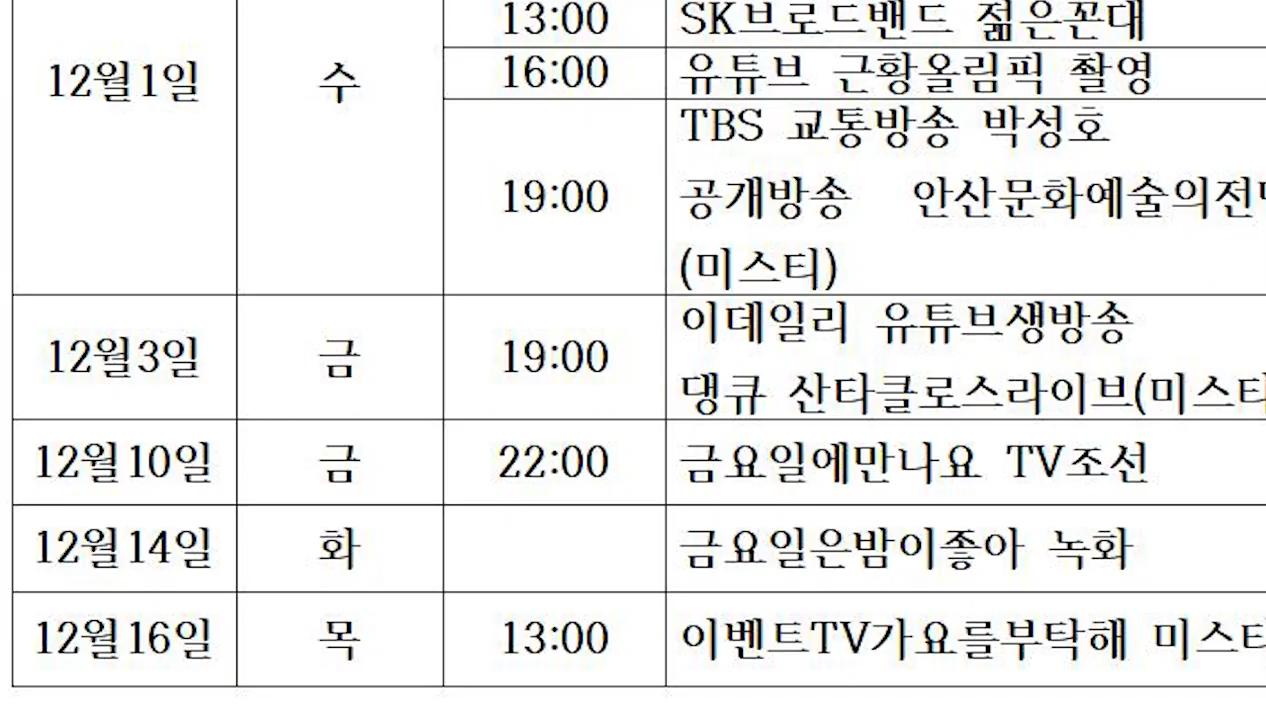 13:00 SK브로드밴드 젊은꼰대
12월1일 수 16:00 유튜브 근황올림픽 촬영
TBS 교통방송 박성호
19:00 공개방송 안산문화예술의전
(미스티)
이데일리 유튜브생방송
12월3일 금 19:00
댕큐 산타클로스라이브(미스티
12월10일 금 22:00 금요일에만나요 TV조선
12월14일 화 금요일은밤이좋아 녹화
12월16일 목 13:00 이벤트TV가요를부탁해 미스티